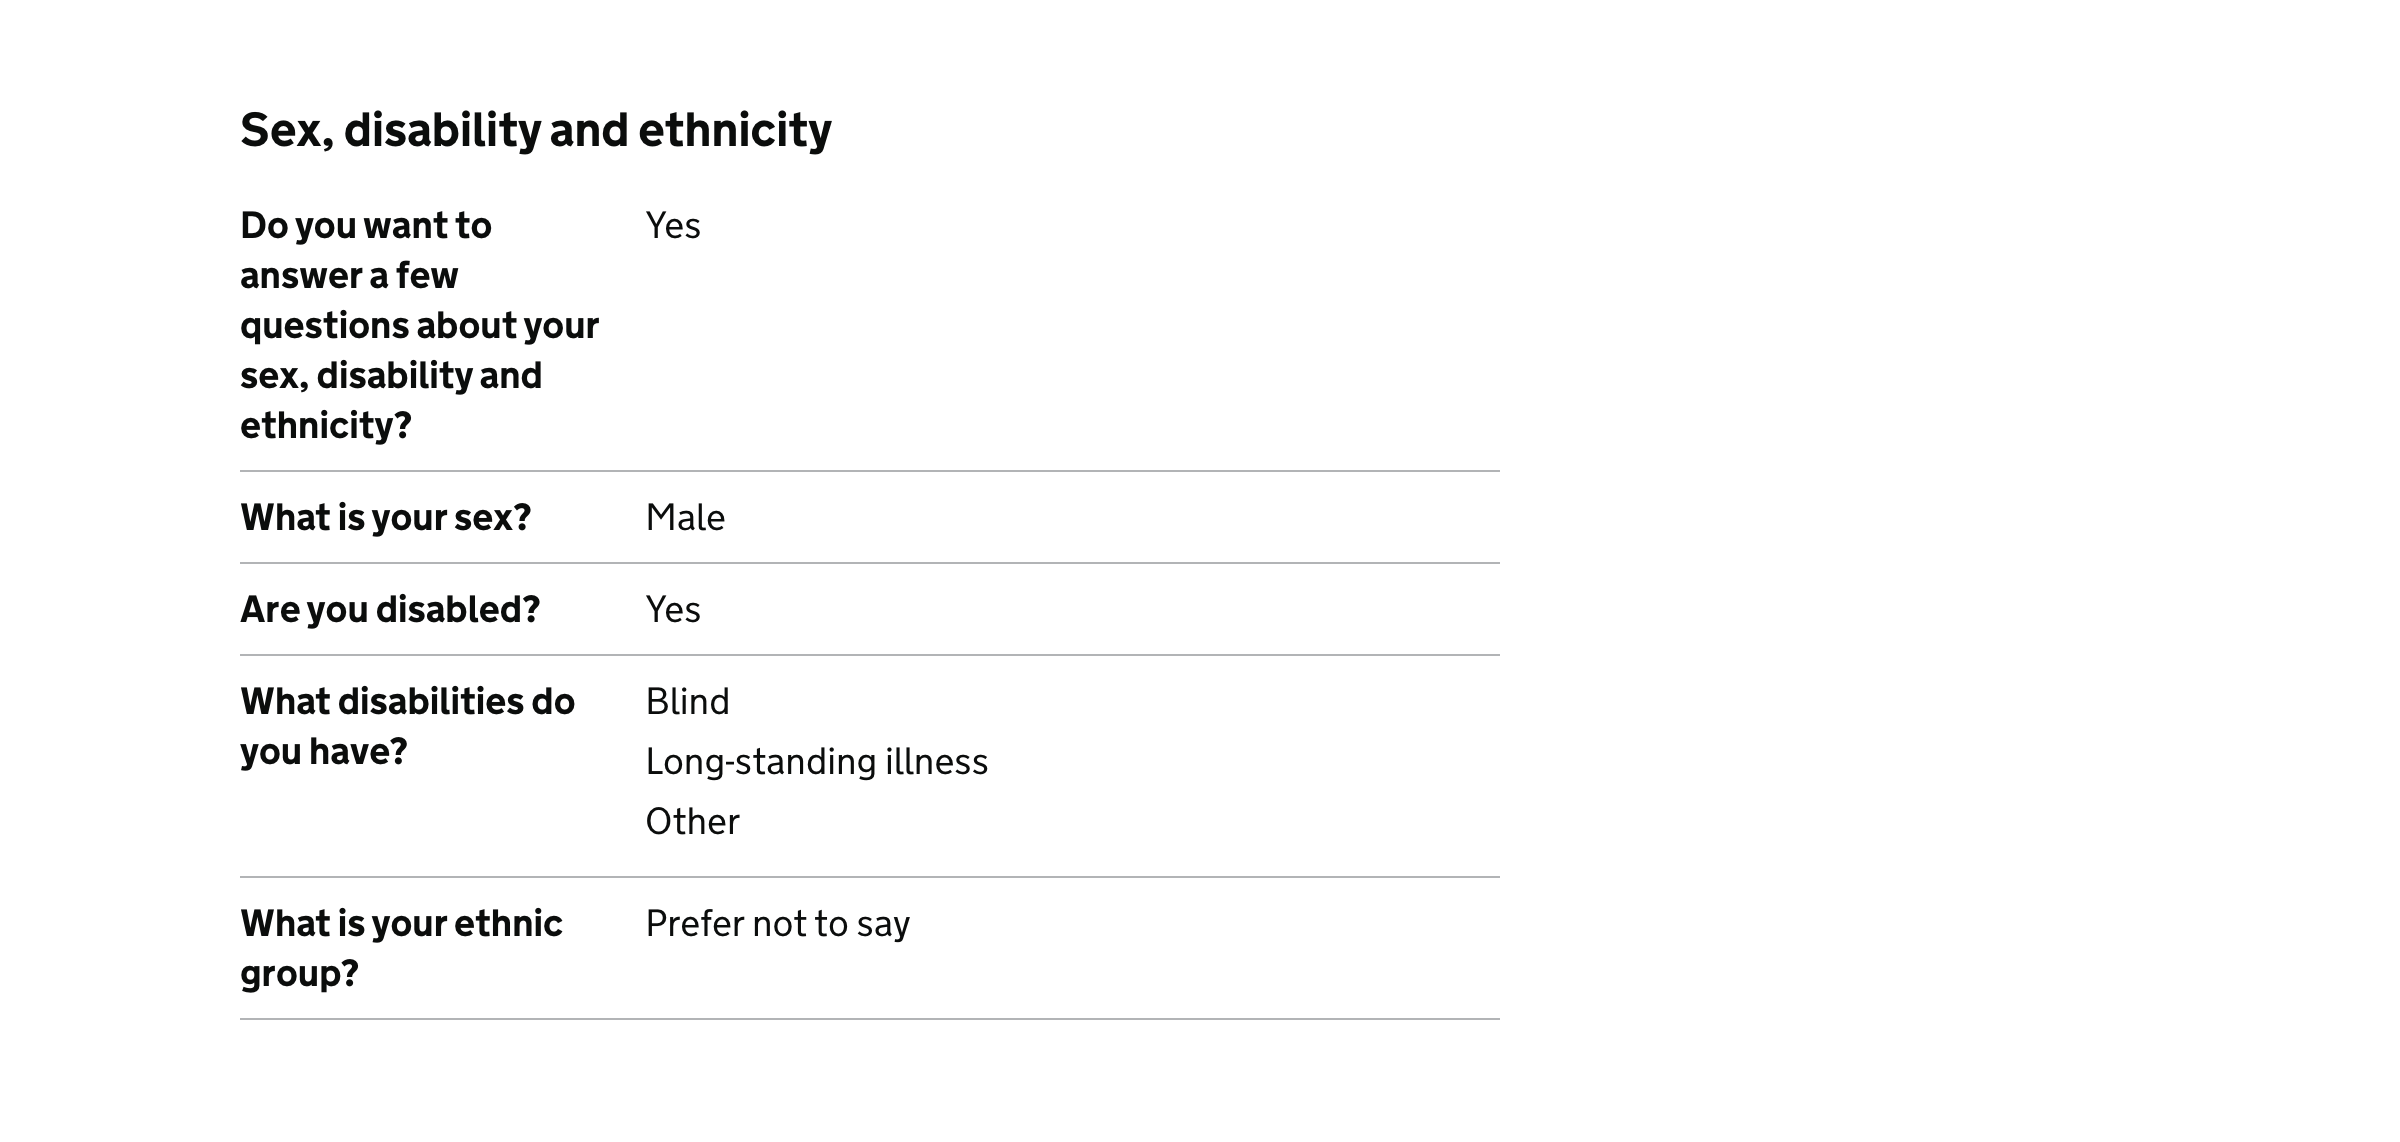 Sex, disability and ethnicity
Do you want to
answer a few
questions about your
sex, disability and
ethnicity?
Yes
What is your sex?
Male
Are you disabled?
Yes
What disabilities do
you have?
Blind
Long-standing illness
Other
What is your ethnic
group?
Prefer not to say